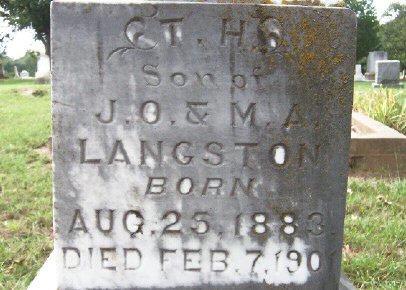 T. H.
Son of
J. O. & M. A
LANGSTON
BORN
AUG. 25, 1883.
DIED FEB. 7, 1901